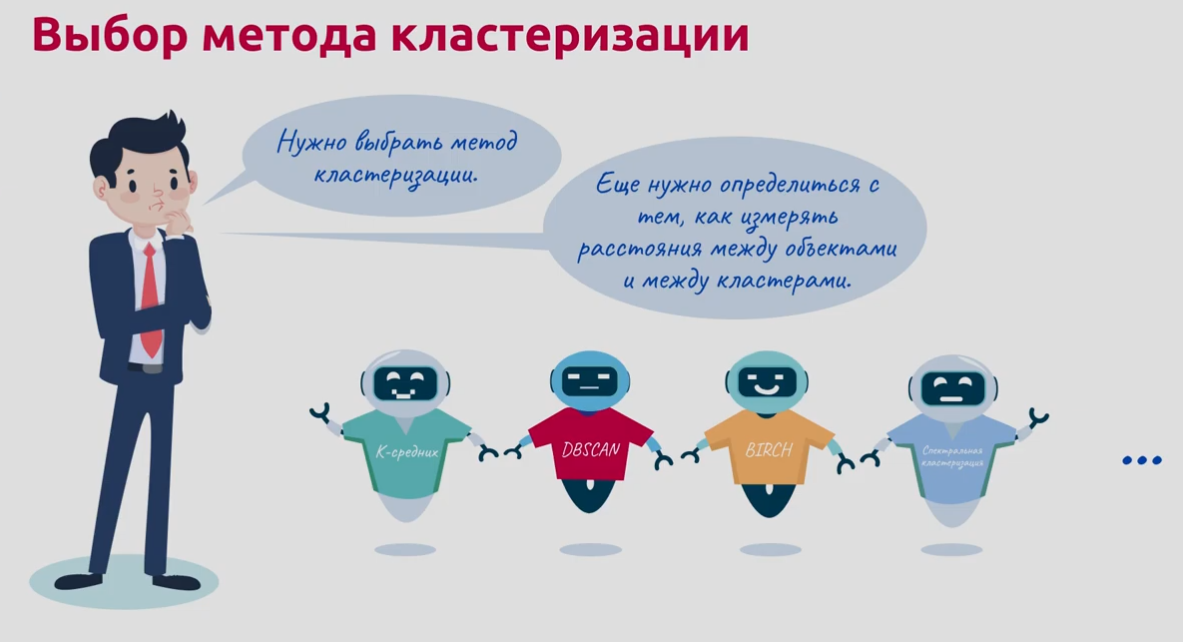 Выбор метода кластеризации
Нужно выбрать метод
кластеризации.
Еще нужно определиться с
тем, как измерять
расстояния между объектами
и между кластерами.
К-средних
DBSCAN
BIRCH
Спектральная
кластеризация
...